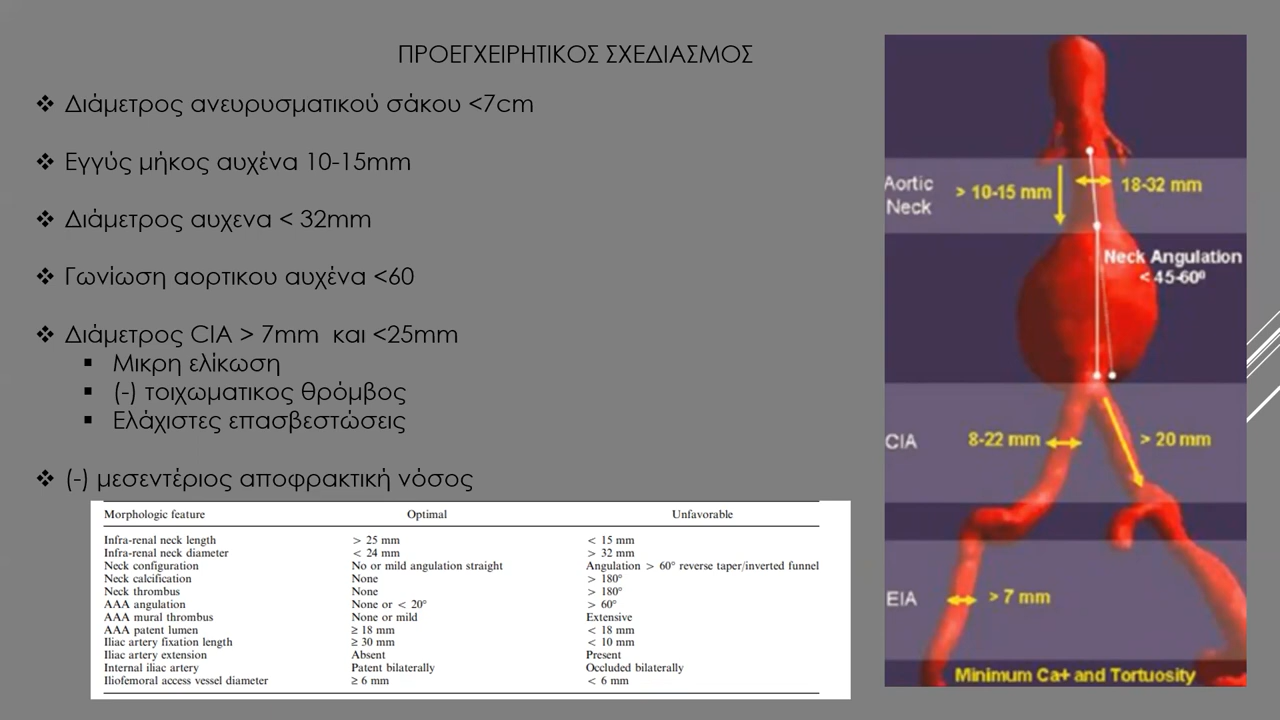 ΠΡΟΕΓΧΕΙΡΗΤΙΚΟΣ ΣΧΕΔΙΑΣΜΟΣ
❖ Διάμετρος ανευρυσματικού σάκου <7cm
❖ Εγγύς μήκος αυχένα 10-15mm
❖ Διάμετρος αυχενα < 32mm
❖ Γωνίωση αορτικου αυχένα <60
❖ Διάμετρος CIA > 7mm και <25mm
▪ Μικρη ελίκωση
▪ (-) τοιχωματικος θρόμβος
▪ Ελάχιστες επασβεστώσεις
❖ (-) μεσεντέριος αποφρακτική νόσος
Morphologic feature Optimal Unfavorable
Infra-renal neck length > 25 mm < 15 mm
Infra-renal neck diameter < 24 mm > 32 mm
Neck configuration No or mild angulation straight Angulation > 60° reverse taper/inverted funnel
Neck calcification None > 180°
Neck thrombus None > 180°
AAA angulation None or < 20° > 60°
AAA mural thrombus None or mild Extensive
AAA patent lumen ≥ 18 mm < 18 mm
Iliac artery fixation length ≥ 30 mm < 10 mm
Iliac artery extension Absent Present
Internal iliac artery Patent bilaterally Occluded bilaterally
Iliofemoral access vessel diameter ≥ 6 mm < 6 mm
Aortic
Neck
> 10-15 mm
18-32 mm
Neck Angulation
< 45-60º
CIA
8-22 mm
> 20 mm
EIA
> 7 mm
Minimum Ca+ and Tortuosity